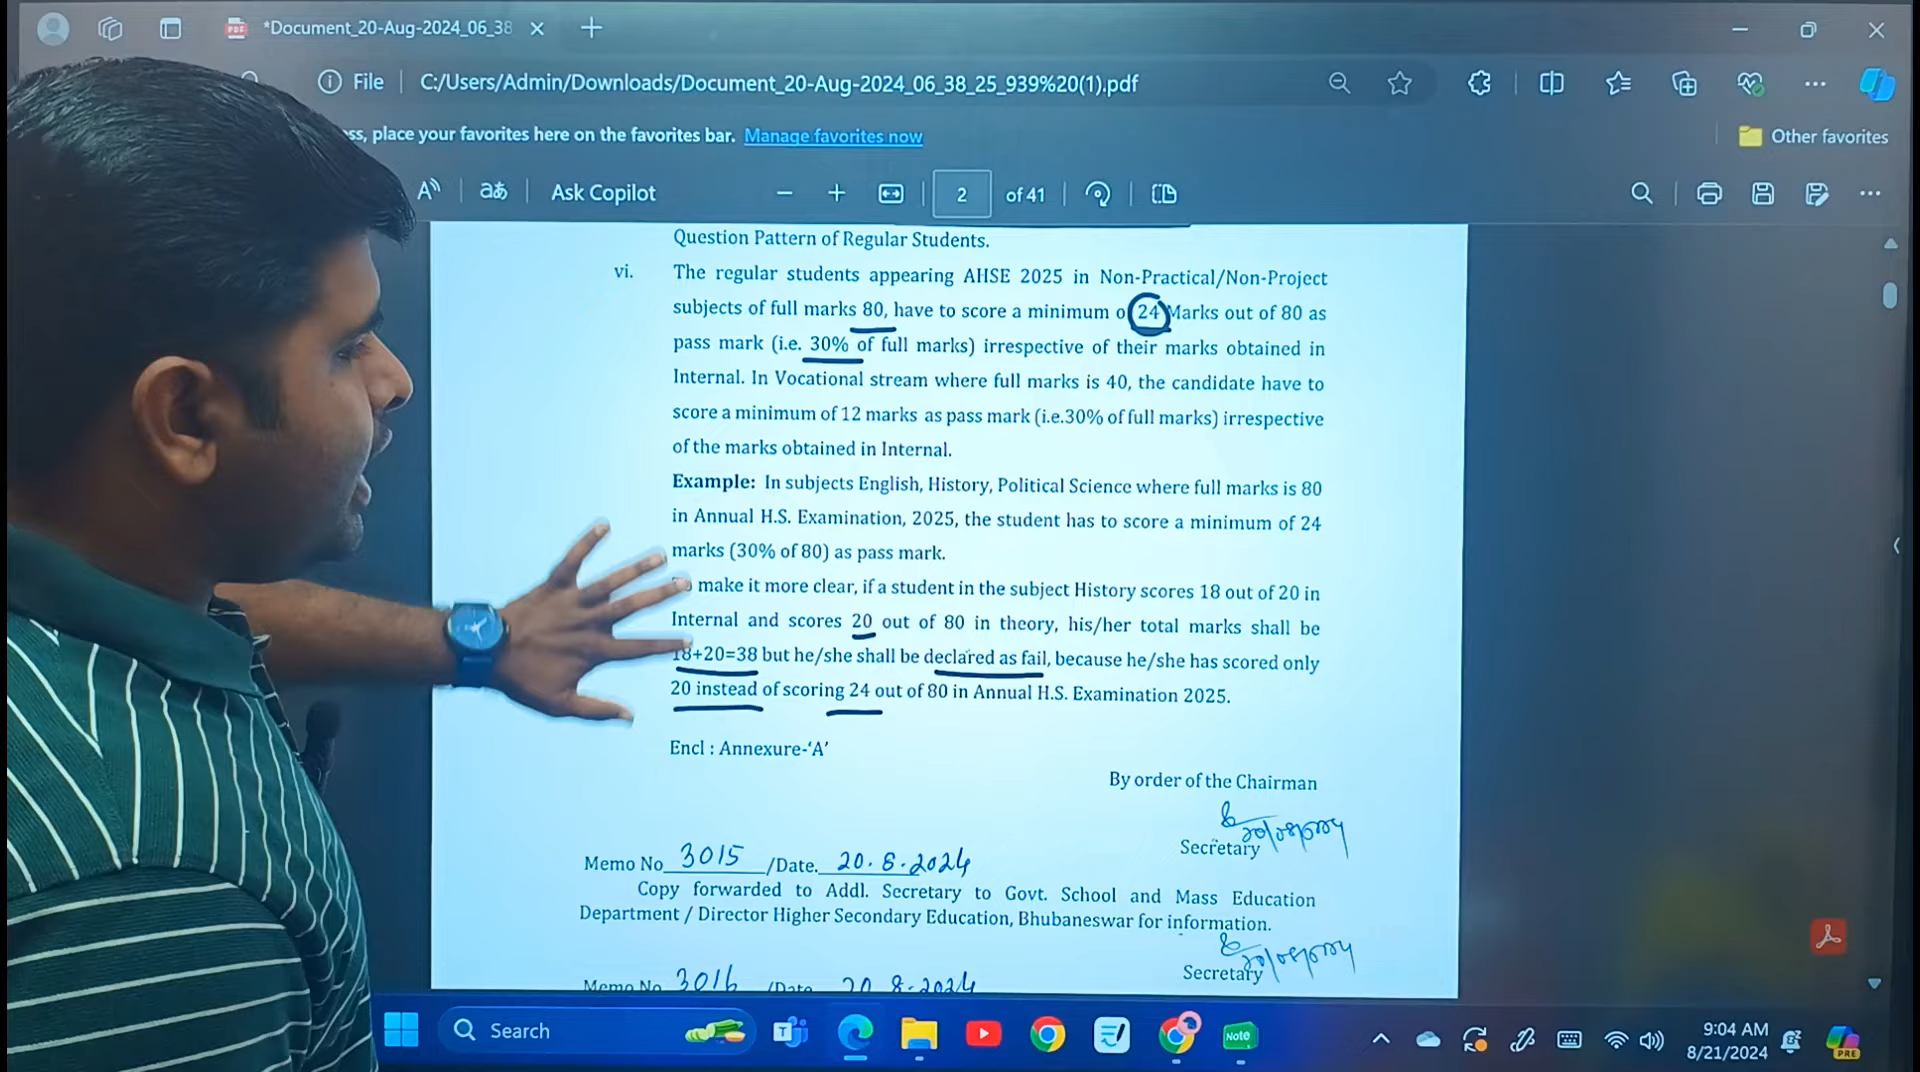 *Document_20-Aug-2024_06_38
File C:/Users/Admin/Downloads/Document_20-Aug-2024_06_38_25_939%20(1).pdf
ss, place your favorites here on the favorites bar. Manage favorites now
Other favorites
Ask Copilot
2 of 41
Question Pattern of Regular Students.
vi. The regular students appearing AHSE 2025 in Non-Practical/Non-Project
subjects of full marks 80, have to score a minimum o 24 Marks out of 80 as
pass mark (i.e. 30% of full marks) irrespective of their marks obtained in
Internal. In Vocational stream where full marks is 40, the candidate have to
score a minimum of 12 marks as pass mark (i.e.30% of full marks) irrespective
of the marks obtained in Internal.
Example: In subjects English, History, Political Science where full marks is 80
in Annual H.S. Examination, 2025, the student has to score a minimum of 24
marks (30% of 80) as pass mark.
make it more clear, if a student in the subject History scores 18 out of 20 in
Internal and scores 20 out of 80 in theory, his/her total marks shall be
18+20=38 but he/she shall be declared as fail, because he/she has scored only
20 instead of scoring 24 out of 80 in Annual H.S. Examination 2025.
Encl : Annexure-‘A’
By order of the Chairman
Secretary
Memo No 3015 /Date. 20.8.2024
Copy forwarded to Addl. Secretary to Govt. School and Mass Education
Department / Director Higher Secondary Education, Bhubaneswar for information.
Secretary
Memo No 3016 /Date 20 8.2024
Search
Note
PRE
9:04 AM
8/21/2024